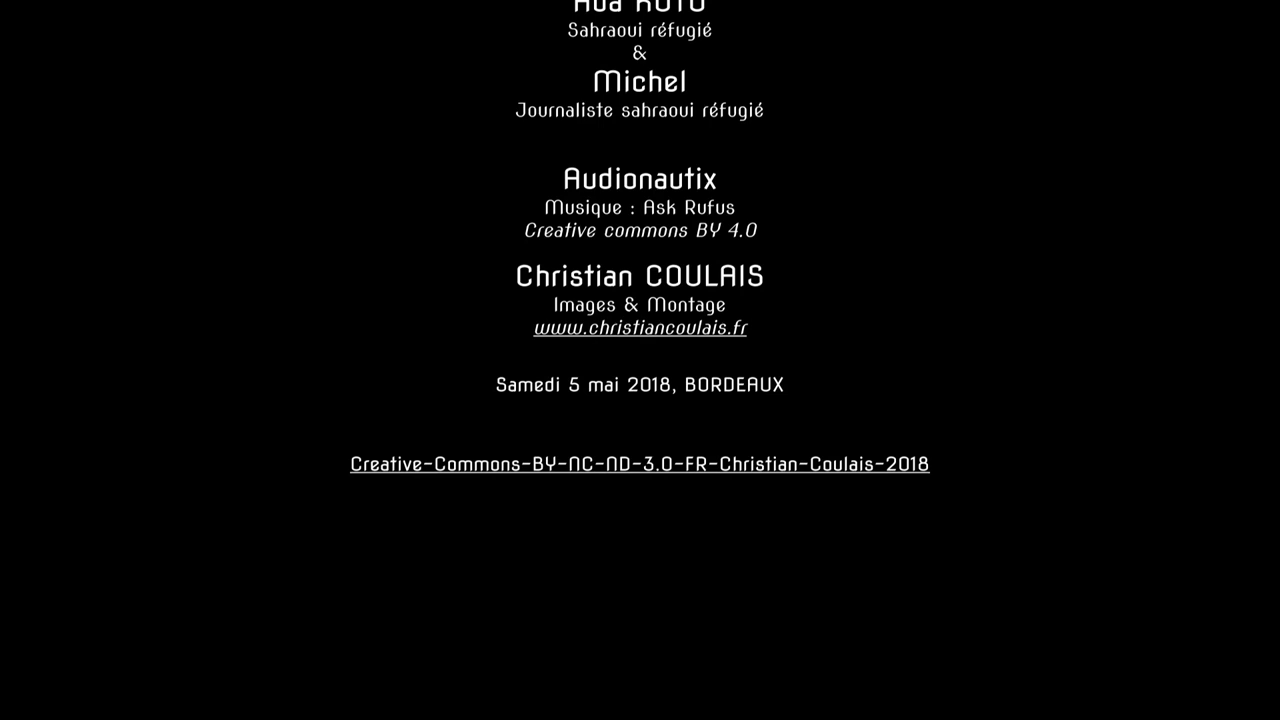 Sahraoui réfugié
&
Michel
Journaliste sahraoui réfugié
Audionautix
Musique : Ask Rufus
Creative commons BY 4.0
Christian COULAIS
Images & Montage
www.christiancoulais.fr
Samedi 5 mai 2018, BORDEAUX
Creative-Commons-BY-NC-ND-3.0-FR-Christian-Coulais-2018